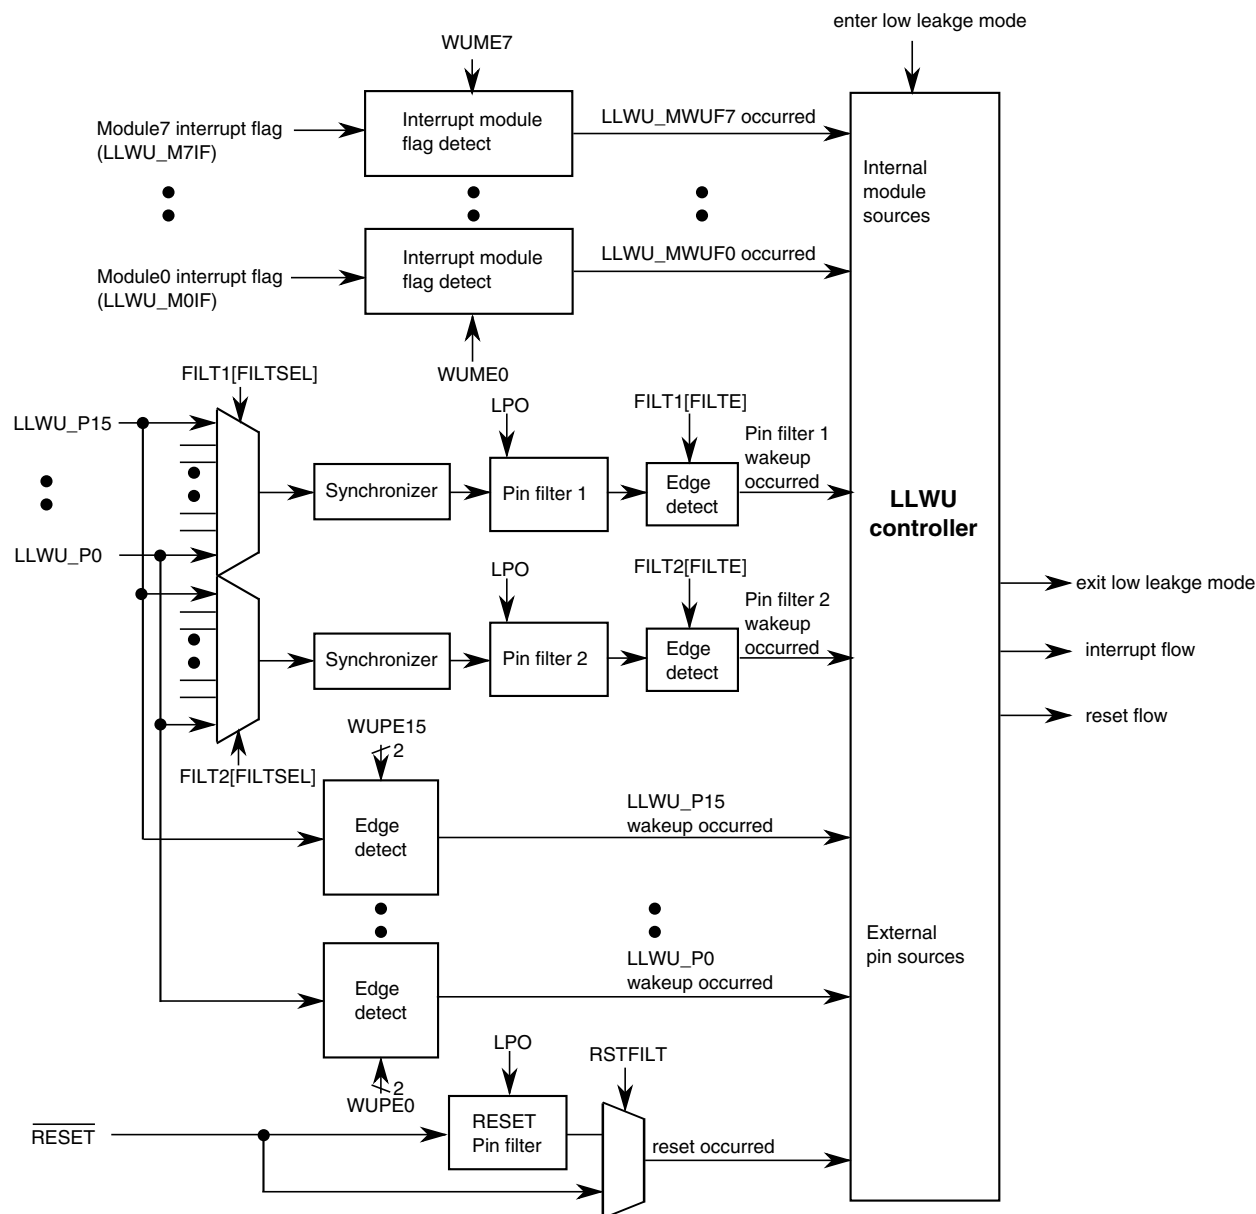 enter low leakge mode
WUME7
Module7 interrupt flag
(LLWU_M7IF)
Interrupt module
flag detect
LLWU_MWUF7 occurred
Internal
module
sources
Module0 interrupt flag
(LLWU_M0IF)
Interrupt module
flag detect
LLWU_MWUF0 occurred
WUME0
FILT1[FILTSEL]
LLWU_P15
LLWU_P0
Synchronizer
LPO
Pin filter 1
FILT1[FILTE]
Edge
detect
Pin filter 1
wakeup
occurred
LLWU
controller
Synchronizer
LPO
Pin filter 2
FILT2[FILTE]
Edge
detect
Pin filter 2
wakeup
occurred
exit low leakge mode
interrupt flow
reset flow
FILT2[FILTSEL]
WUPE15
2
Edge
detect
LLWU_P15
wakeup occurred
External
pin sources
Edge
detect
LLWU_P0
wakeup occurred
2
WUPE0
LPO
RSTFILT
RESET
RESET
Pin filter
reset occurred